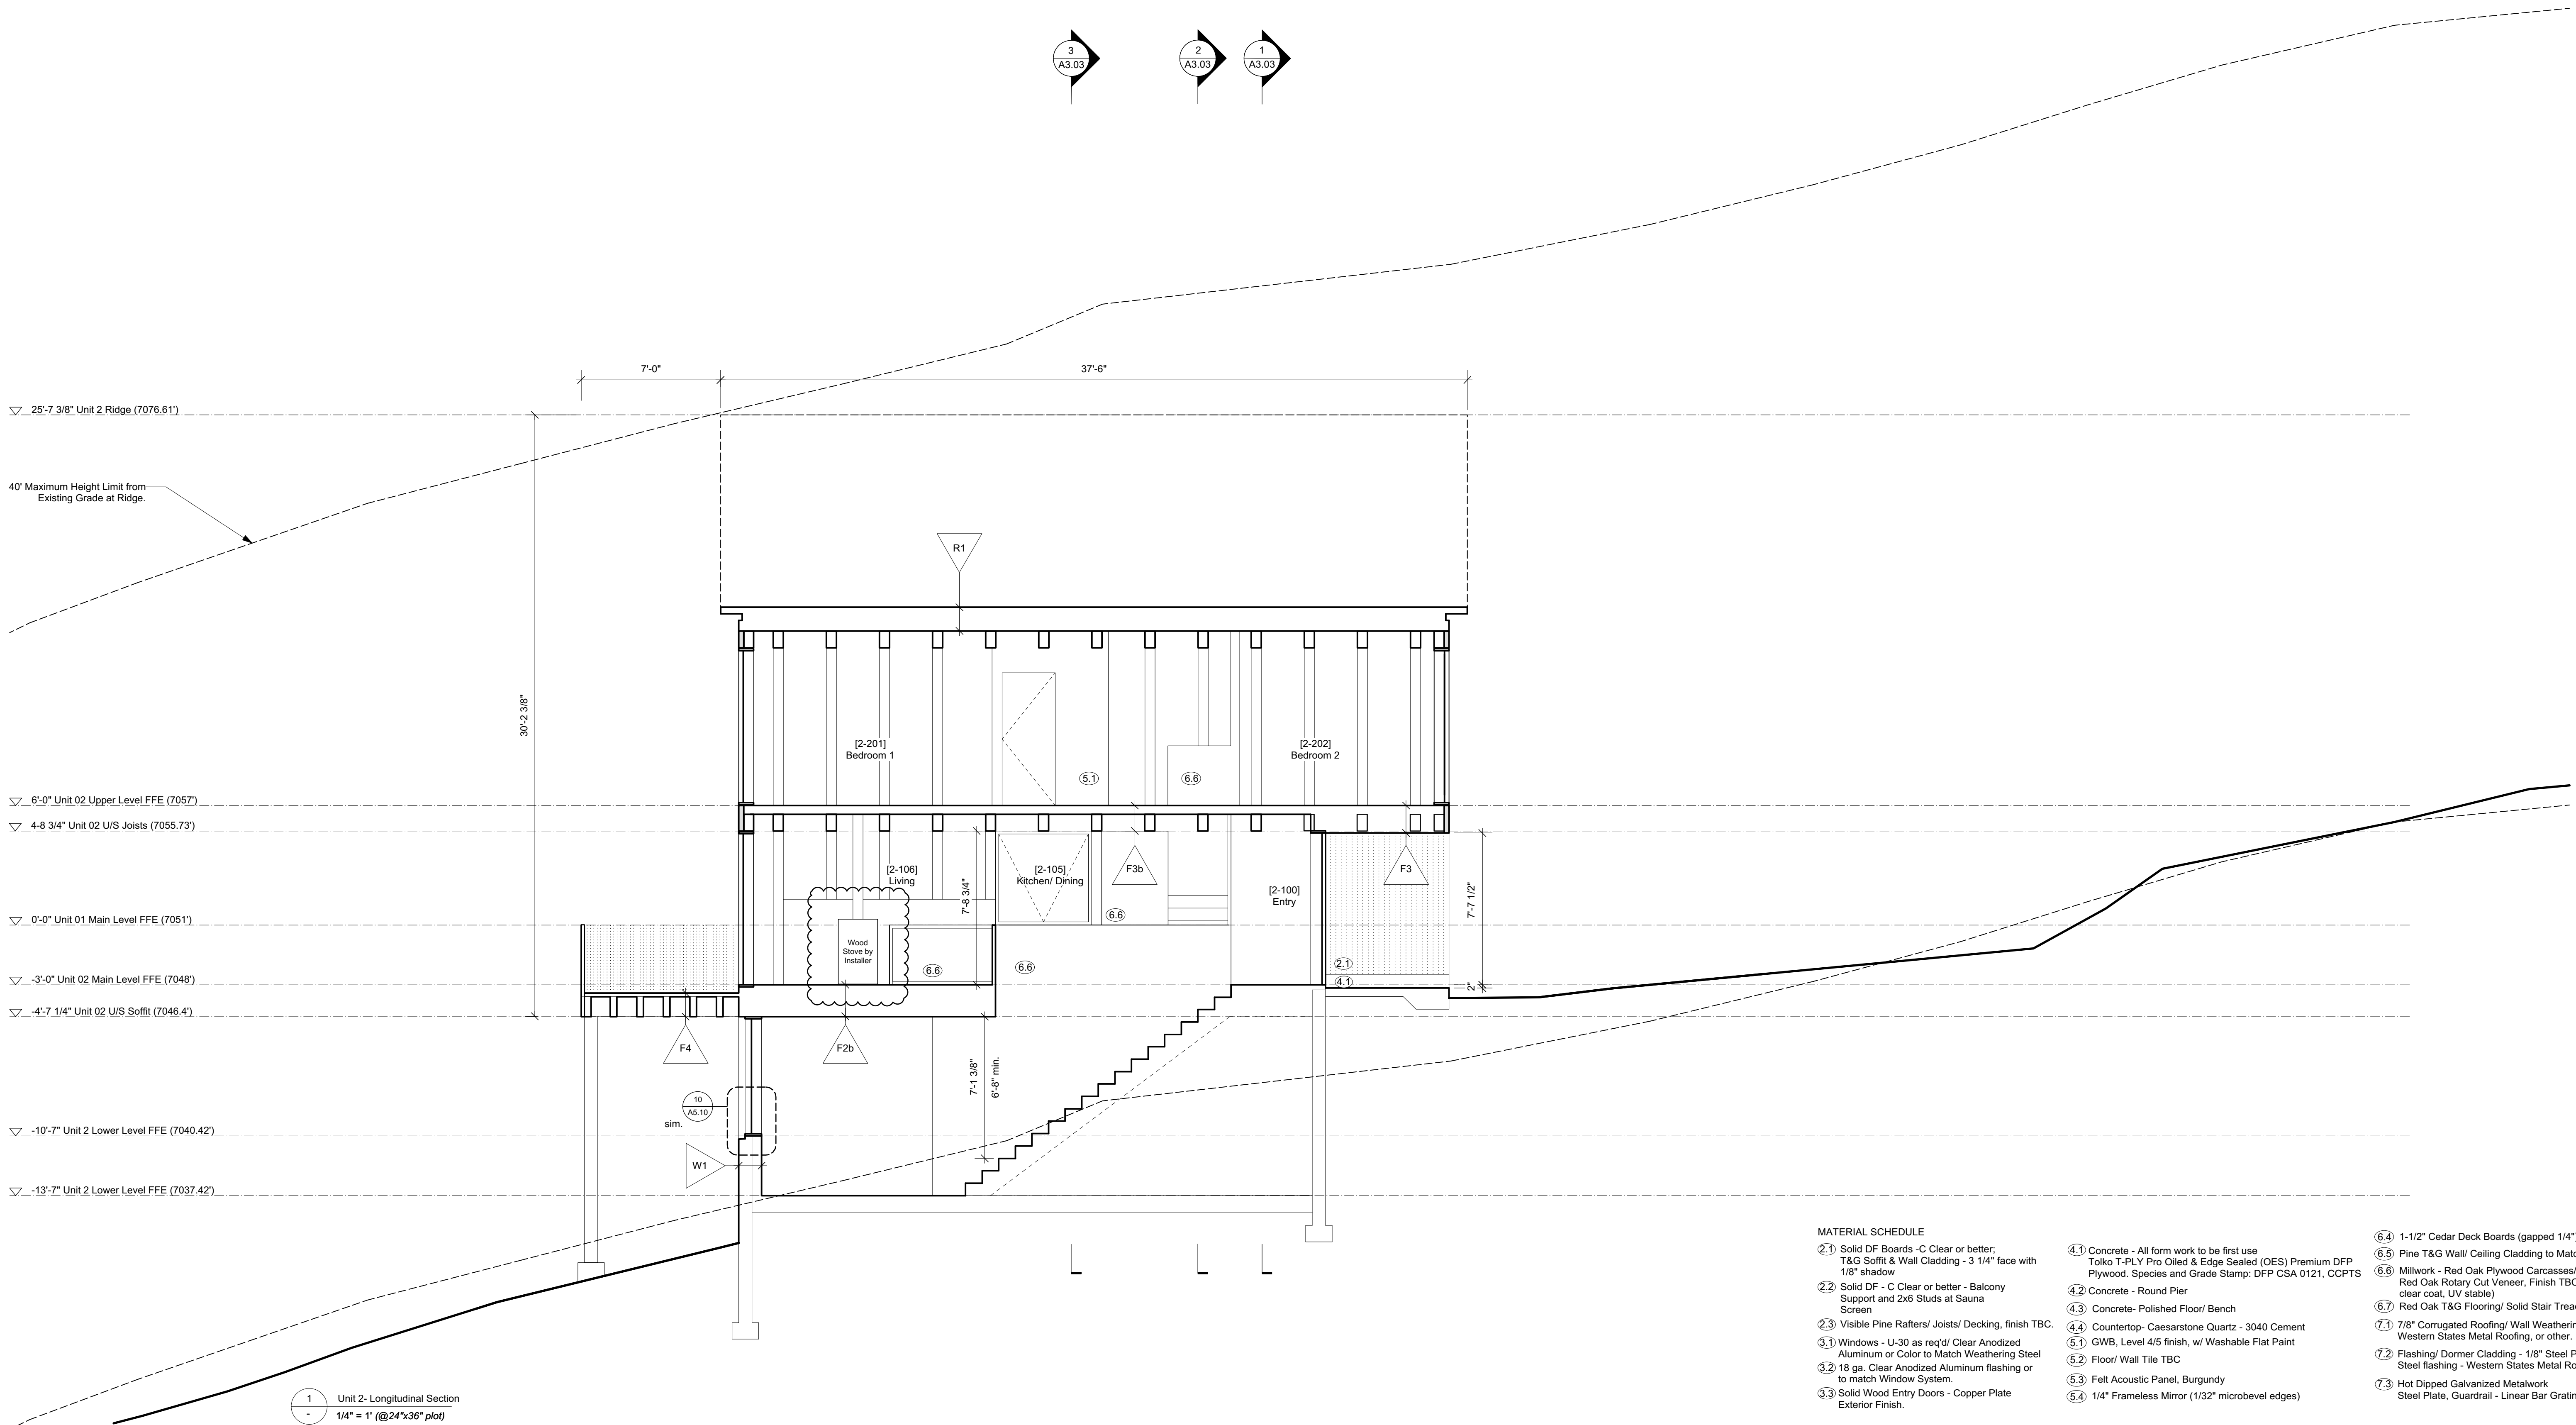 3
A3.03
2
A3.03
1
A3.03
7'-0"
37'-6"
25'-7 3/8" Unit 2 Ridge (7076.61')
40' Maximum Height Limit from
Existing Grade at Ridge.
R1
30'-2 3/8"
[2-201]
Bedroom 1
[2-202]
Bedroom 2
5.1
6.6
6'-0" Unit 02 Upper Level FFE (7057')
4-8 3/4" Unit 02 U/S Joists (7055.73')
[2-106]
Living
[2-105]
Kitchen/ Dining
F3b
F3
[2-100]
Entry
7'-8 3/4"
7'-7 1/2"
6.6
0'-0" Unit 01 Main Level FFE (7051')
Wood
Stove by
Installer
6.6
6.6
2.1
4.1
2"
-3'-0" Unit 02 Main Level FFE (7048')
-4'-7 1/4" Unit 02 U/S Soffit (7046.4')
F4
F2b
7'-1 3/8"
6'-8" min.
10
A5.10
sim.
-10'-7" Unit 2 Lower Level FFE (7040.42')
W1
-13'-7" Unit 2 Lower Level FFE (7037.42')
MATERIAL SCHEDULE
2.1 Solid DF Boards -C Clear or better;
T&G Soffit & Wall Cladding - 3 1/4" face with
1/8" shadow
2.2 Solid DF - C Clear or better - Balcony
Support and 2x6 Studs at Sauna
Screen
2.3 Visible Pine Rafters/ Joists/ Decking, finish TBC.
3.1 Windows - U-30 as req'd/ Clear Anodized
Aluminum or Color to Match Weathering Steel
3.2 18 ga. Clear Anodized Aluminum flashing or
to match Window System.
3.3 Solid Wood Entry Doors - Copper Plate
Exterior Finish.
4.1 Concrete - All form work to be first use
Tolko T-PLY Pro Oiled & Edge Sealed (OES) Premium DFP
Plywood. Species and Grade Stamp: DFP CSA 0121, CCPTS
4.2 Concrete - Round Pier
4.3 Concrete- Polished Floor/ Bench
4.4 Countertop- Caesarstone Quartz - 3040 Cement
5.1 GWB, Level 4/5 finish, w/ Washable Flat Paint
5.2 Floor/ Wall Tile TBC
5.3 Felt Acoustic Panel, Burgundy
5.4 1/4" Frameless Mirror (1/32" microbevel edges)
6.4 1-1/2" Cedar Deck Boards (gapped 1/4"
6.5 Pine T&G Wall/ Ceiling Cladding to
6.6 Millwork - Red Oak Plywood Carcasses/
Red Oak Rotary Cut Veneer, Finish TBC
clear coat, UV stable)
6.7 Red Oak T&G Flooring/ Solid Stair
7.1 7/8" Corrugated Roofing/ Wall
Western States Metal Roofing, or other.
7.2 Flashing/ Dormer Cladding - 1/8" Steel
Steel flashing - Western States Metal
7.3 Hot Dipped Galvanized Metalwork
Steel Plate, Guardrail - Linear Bar
1
-
Unit 2- Longitudinal Section
1/4" = 1' (@24"x36" plot)